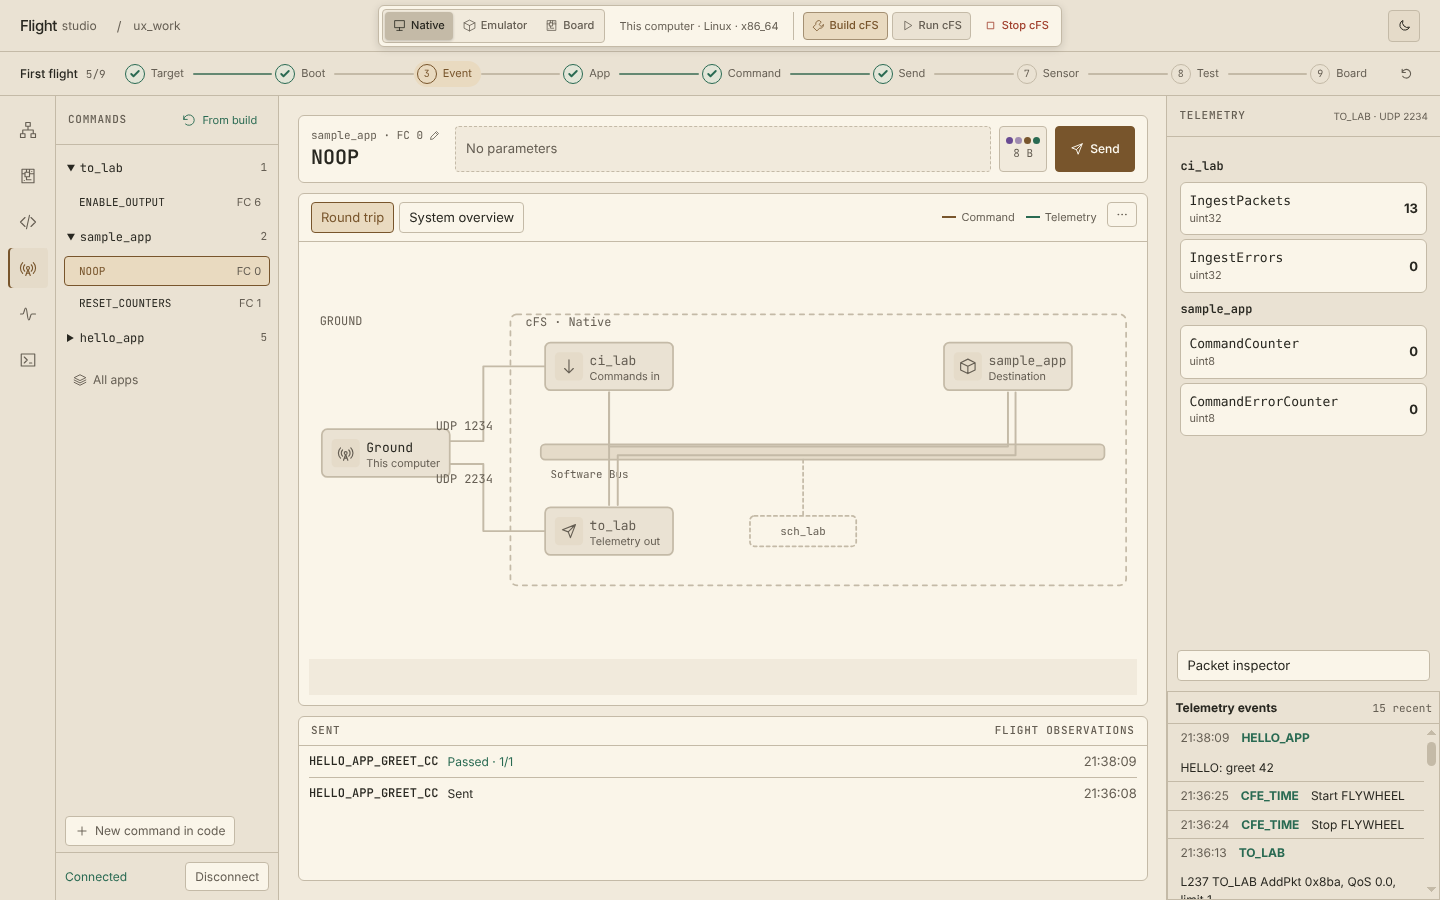 Flight studio / ux_work
Native
Emulator
Board
This computer · Linux · x86_64
Build cFS
Run cFS
Stop cFS
First flight 5/9
Target
Boot
3 Event
App
Command
Send
7 Sensor
8 Test
9 Board
COMMANDS
From build
to_lab 1
ENABLE_OUTPUT FC 6
sample_app 2
NOOP FC 0
RESET_COUNTERS FC 1
hello_app 5
All apps
New command in code
Connected
Disconnect
sample_app · FC 0
NOOP
No parameters
8 B
Send
Round trip
System overview
Command
Telemetry
...
GROUND
cFS · Native
ci_lab
Commands in
sample_app
Destination
UDP 1234
Ground
This computer
UDP 2234
Software Bus
to_lab
Telemetry out
sch_lab
SENT
FLIGHT OBSERVATIONS
HELLO_APP_GREET_CC Passed · 1/1 21:38:09
HELLO_APP_GREET_CC Sent 21:36:08
TELEMETRY
TO_LAB · UDP 2234
ci_lab
IngestPackets
uint32
13
IngestErrors
uint32
0
sample_app
CommandCounter
uint8
0
CommandErrorCounter
uint8
0
Packet inspector
Telemetry events 15 recent
21:38:09 HELLO_APP
HELLO: greet 42
21:36:25 CFE_TIME Start FLYWHEEL
21:36:24 CFE_TIME Stop FLYWHEEL
21:36:13 TO_LAB
L237 TO_LAB AddPkt 0x8ba, QoS 0.0,
limit 1